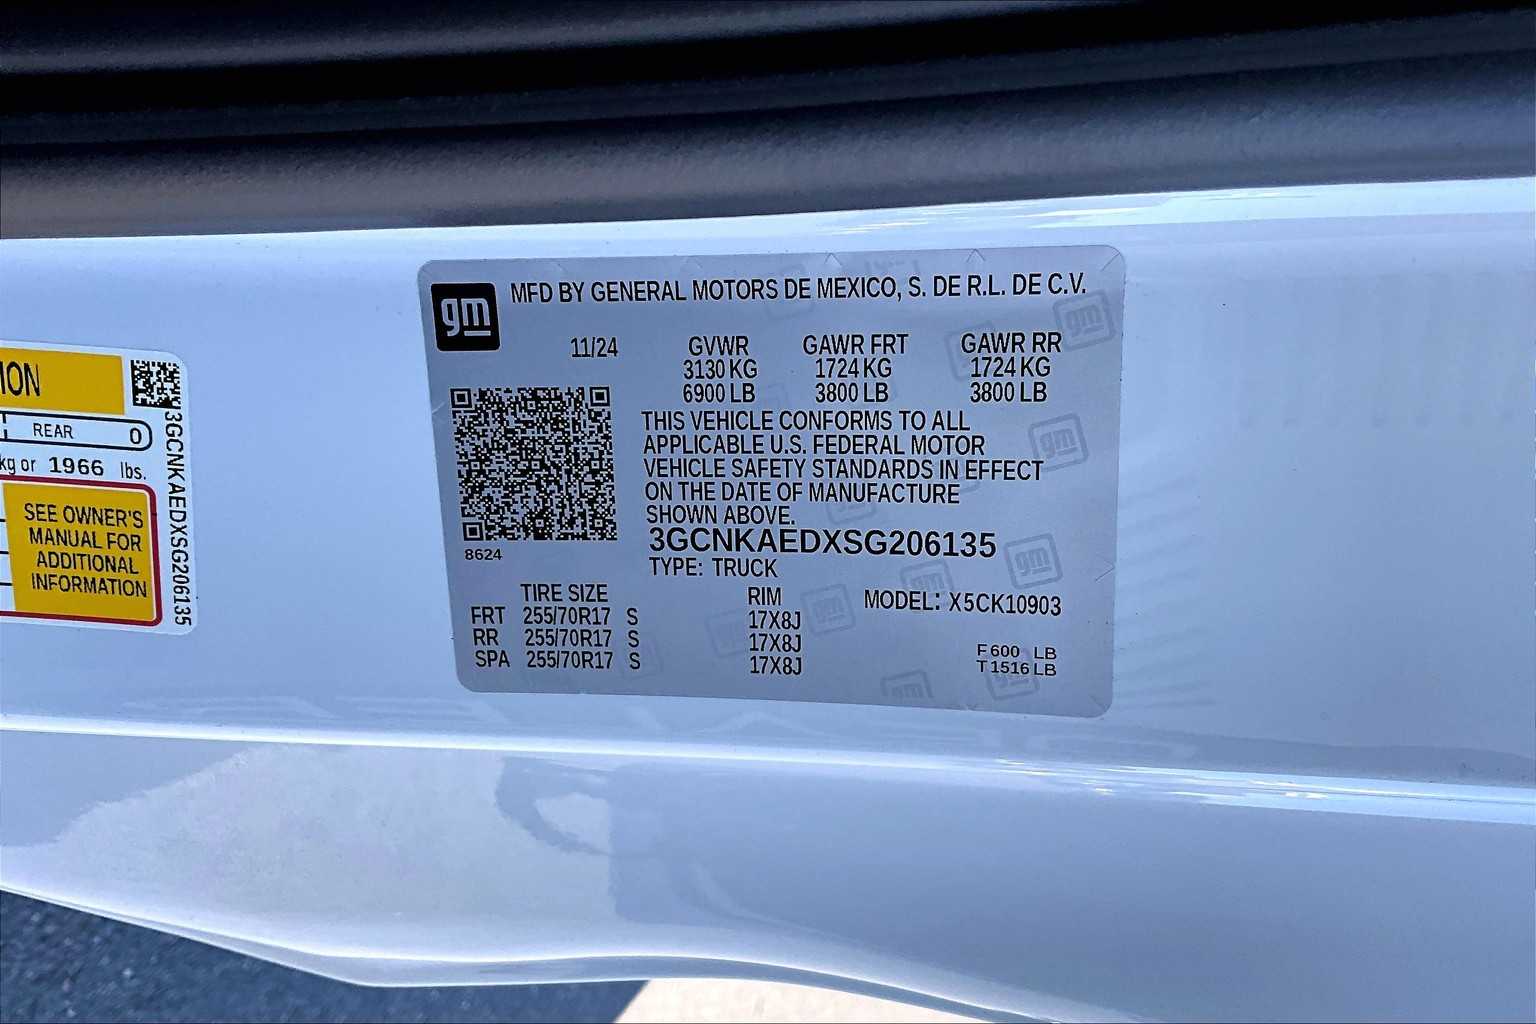 gm
MFD BY GENERAL MOTORS DE MEXICO, S. DE R.L. DE C.V.
11/24
GVWR GAWR FRT GAWR RR
3130 KG 1724 KG 1724 KG
6900 LB 3800 LB 3800 LB
THIS VEHICLE CONFORMS TO ALL
APPLICABLE U.S. FEDERAL MOTOR
VEHICLE SAFETY STANDARDS IN EFFECT
ON THE DATE OF MANUFACTURE
SHOWN ABOVE.
8624
3GCNKAEDXSG206135
TYPE: TRUCK
TIRE SIZE RIM MODEL: X5CK10903
FRT 255/70R17 S 17X8J
RR 255/70R17 S 17X8J
SPA 255/70R17 S 17X8J
F 600 LB
T 1516 LB
REAR 0
kg or 1966 lbs.
SEE OWNER'S
MANUAL FOR
ADDITIONAL
INFORMATION
3GCNKAEDXSG206135